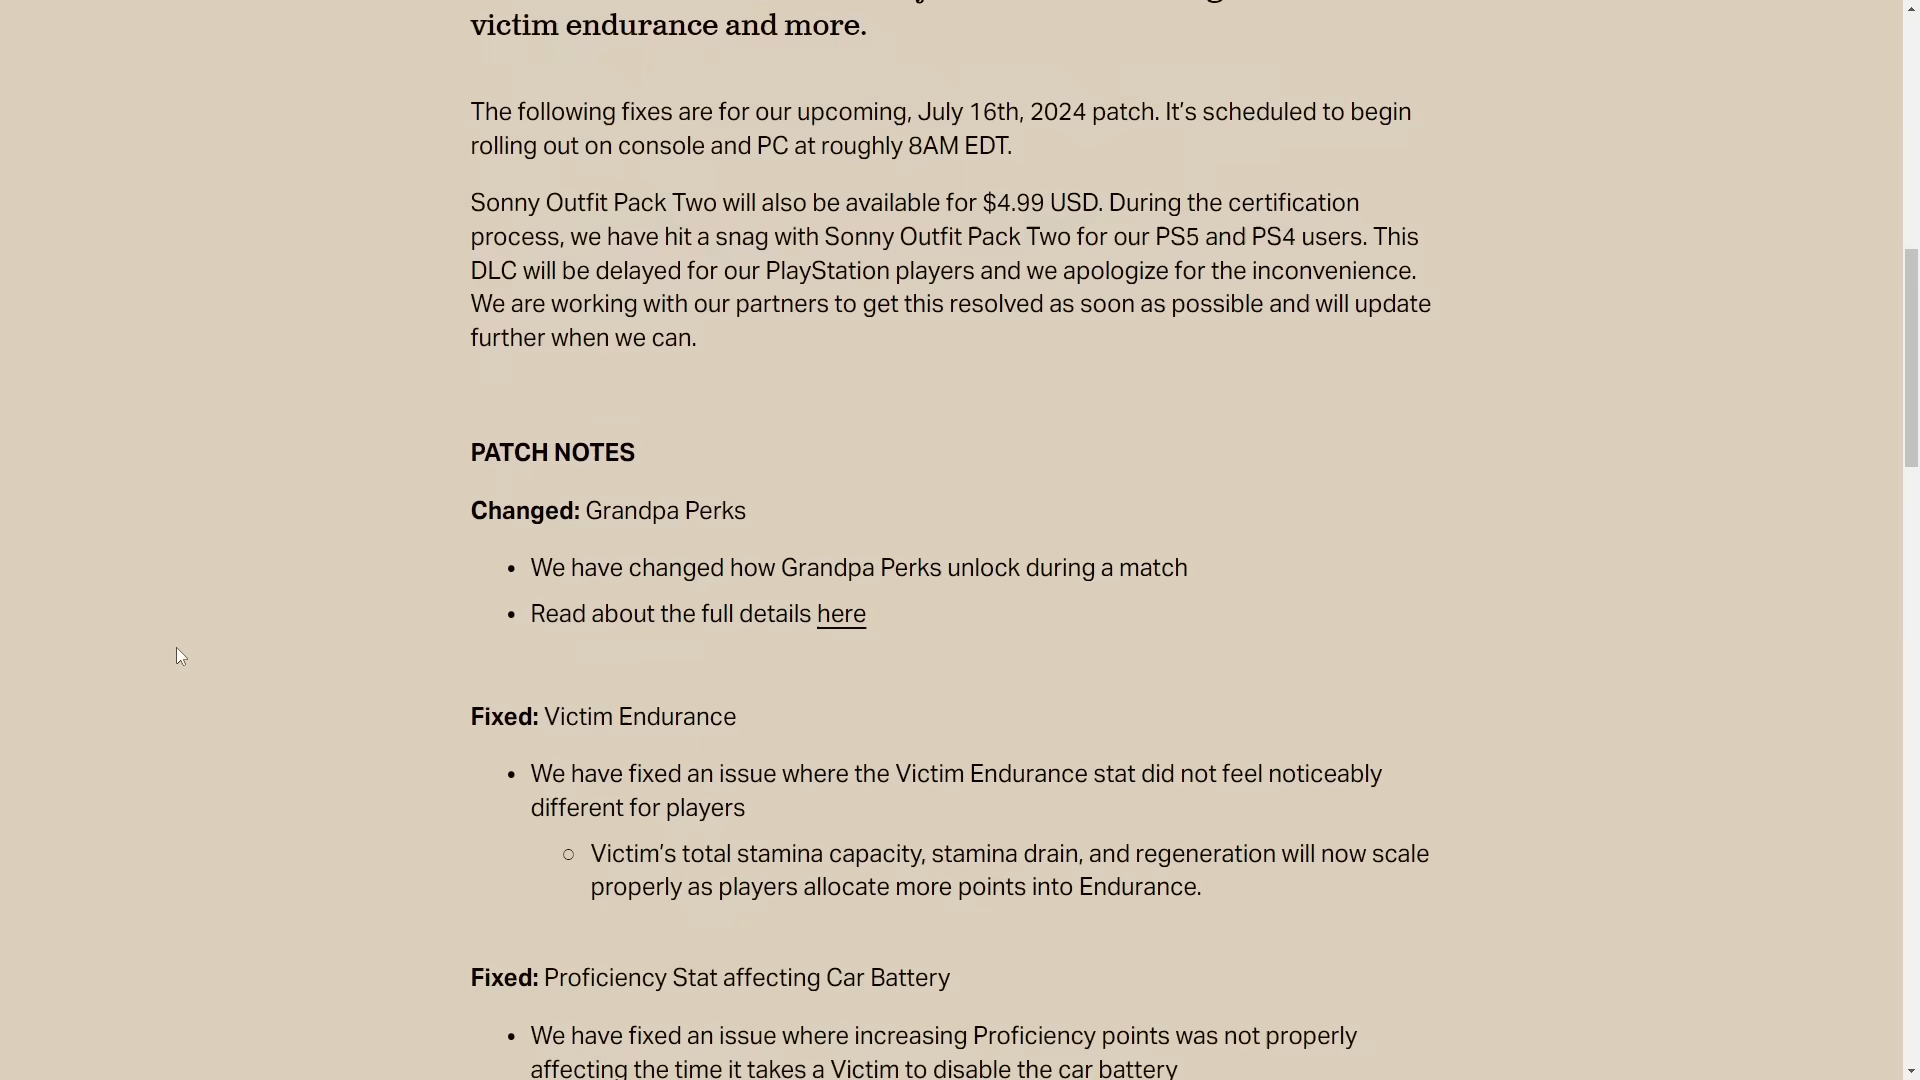 victim endurance and more.
The following fixes are for our upcoming, July 16th, 2024 patch. It’s scheduled to begin
rolling out on console and PC at roughly 8AM EDT.
Sonny Outfit Pack Two will also be available for $4.99 USD. During the certification
process, we have hit a snag with Sonny Outfit Pack Two for our PS5 and PS4 users. This
DLC will be delayed for our PlayStation players and we apologize for the inconvenience.
We are working with our partners to get this resolved as soon as possible and will update
further when we can.
PATCH NOTES
Changed: Grandpa Perks
• We have changed how Grandpa Perks unlock during a match
• Read about the full details here
Fixed: Victim Endurance
• We have fixed an issue where the Victim Endurance stat did not feel noticeably
different for players
○ Victim’s total stamina capacity, stamina drain, and regeneration will now scale
properly as players allocate more points into Endurance.
Fixed: Proficiency Stat affecting Car Battery
• We have fixed an issue where increasing Proficiency points was not properly
affecting the time it takes a Victim to disable the car battery